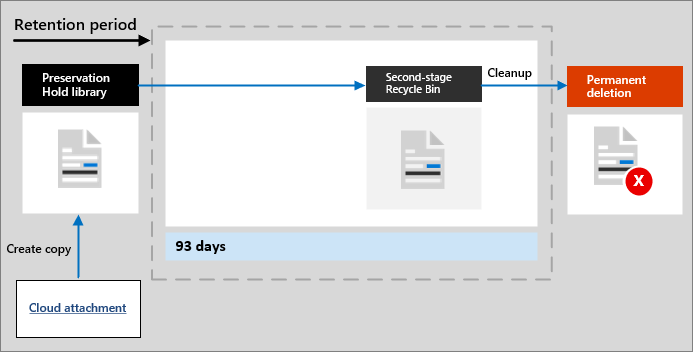 Retention period
Preservation
Hold library
Second-stage
Recycle Bin
Cleanup
Permanent
deletion
X
93 days
Create copy
Cloud attachment